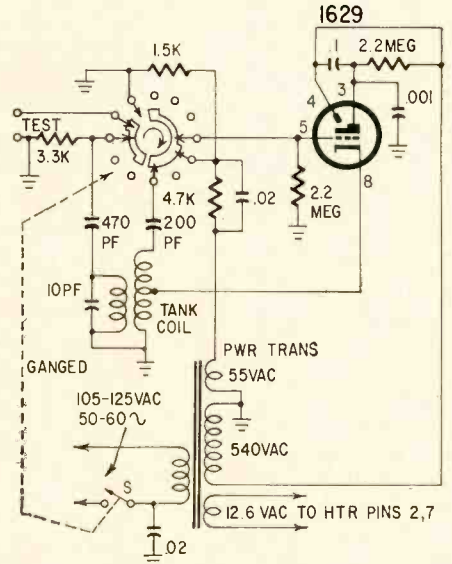 1629
1.5K
.1
2.2MEG
3
4
.001
TEST
5
3.3K
8
4.7K
.02
2.2
MEG
470
PF
200
PF
10PF
TANK
COIL
GANGED
PWR TRANS
55VAC
105-125VAC
50-60∿
540VAC
S
12.6 VAC TO HTR PINS 2,7
.02